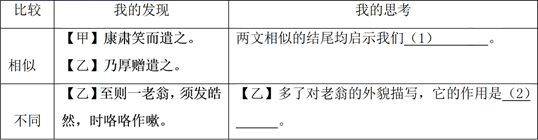 比较 我的发现 我的思考
【甲】康肃笑而遣之。 两文相似的结尾均启示我们（1）________。
相似 【乙】乃厚赠遣之。
【乙】至则一老翁，须发皓 【乙】多了对老翁的外貌描写，它的作用是（2）
不同 然，时咯咯作嗽。 ______。